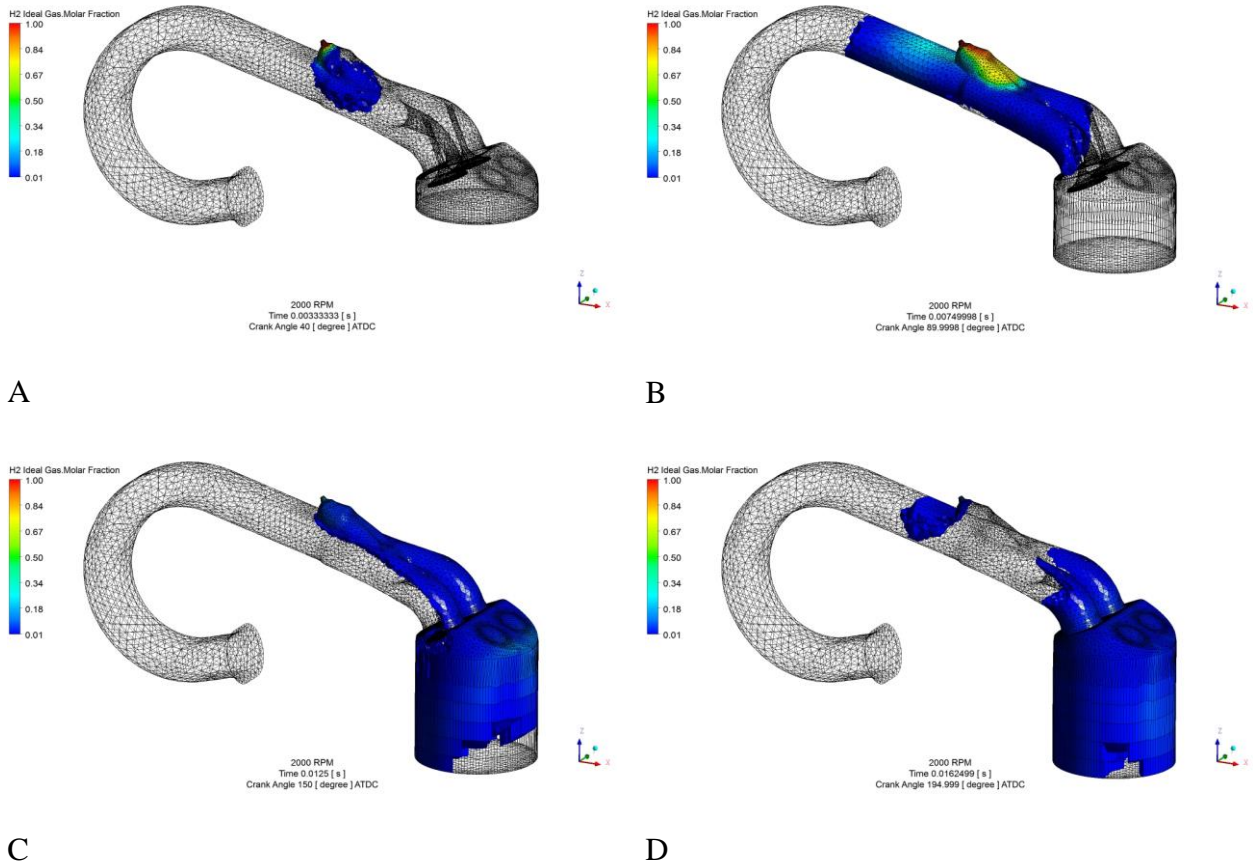 H2 Ideal Gas.Molar Fraction
1.00
0.84
0.67
0.50
0.34
0.18
0.01
Z
X
2000 RPM
Time 0.00333333 [ s ]
Crank Angle 40 [ degree ] ATDC
A
H2 Ideal Gas.Molar Fraction
1.00
0.84
0.67
0.50
0.34
0.18
0.01
Z
X
2000 RPM
Time 0.00749998 [ s ]
Crank Angle 89.9998 [ degree ] ATDC
B
H2 Ideal Gas.Molar Fraction
1.00
0.84
0.67
0.50
0.34
0.18
0.01
Z
X
2000 RPM
Time 0.0125 [ s ]
Crank Angle 150 [ degree ] ATDC
C
H2 Ideal Gas.Molar Fraction
1.00
0.84
0.67
0.50
0.34
0.18
0.01
Z
X
2000 RPM
Time 0.0162499 [ s ]
Crank Angle 194.999 [ degree ] ATDC
D